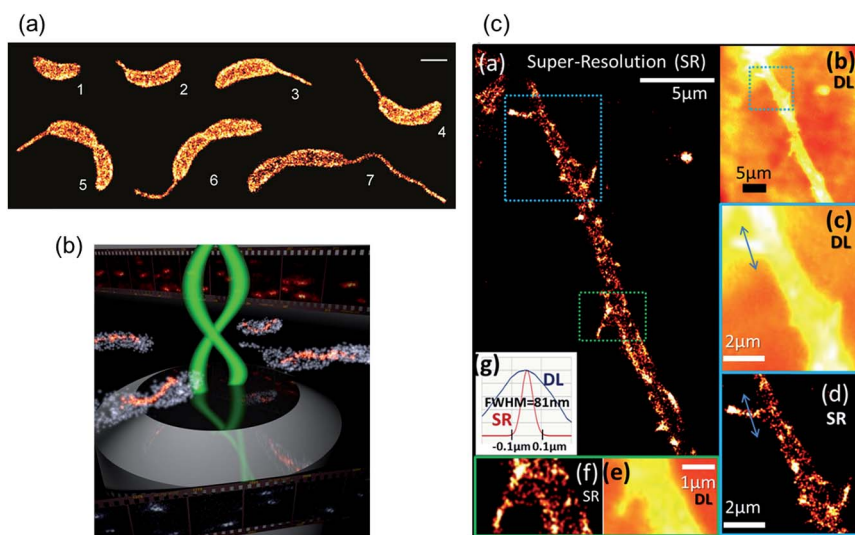 (a)
1
2
3
4
5
6
7
(b)
(c)
(a)
Super-Resolution (SR)
5µm
(b)
DL
5µm
(c)
DL
2µm
(g)
DL
FWHM=81nm
SR
-0.1µm 0.1µm
(f)
SR
(e)
1µm
DL
(d)
SR
2µm